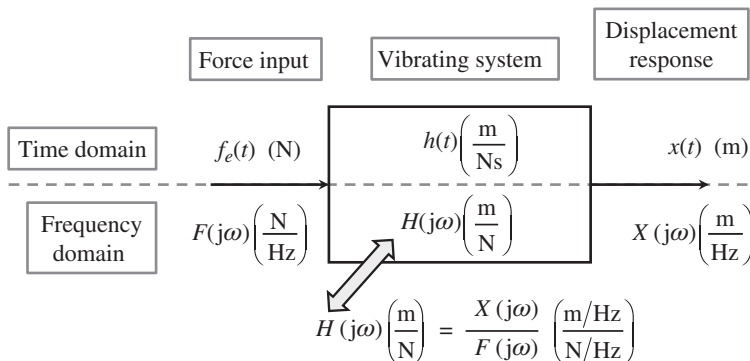 Force input
Vibrating system
Displacement
response
Time domain
fₑ(t) (N)
h(t) (m/Ns)
x(t) (m)
Frequency
domain
F(jω) (N/Hz)
H(jω) (m/N)
X (jω) (m/Hz)
H (jω) (m/N) = X (jω)/F (jω) (m/Hz/N/Hz)